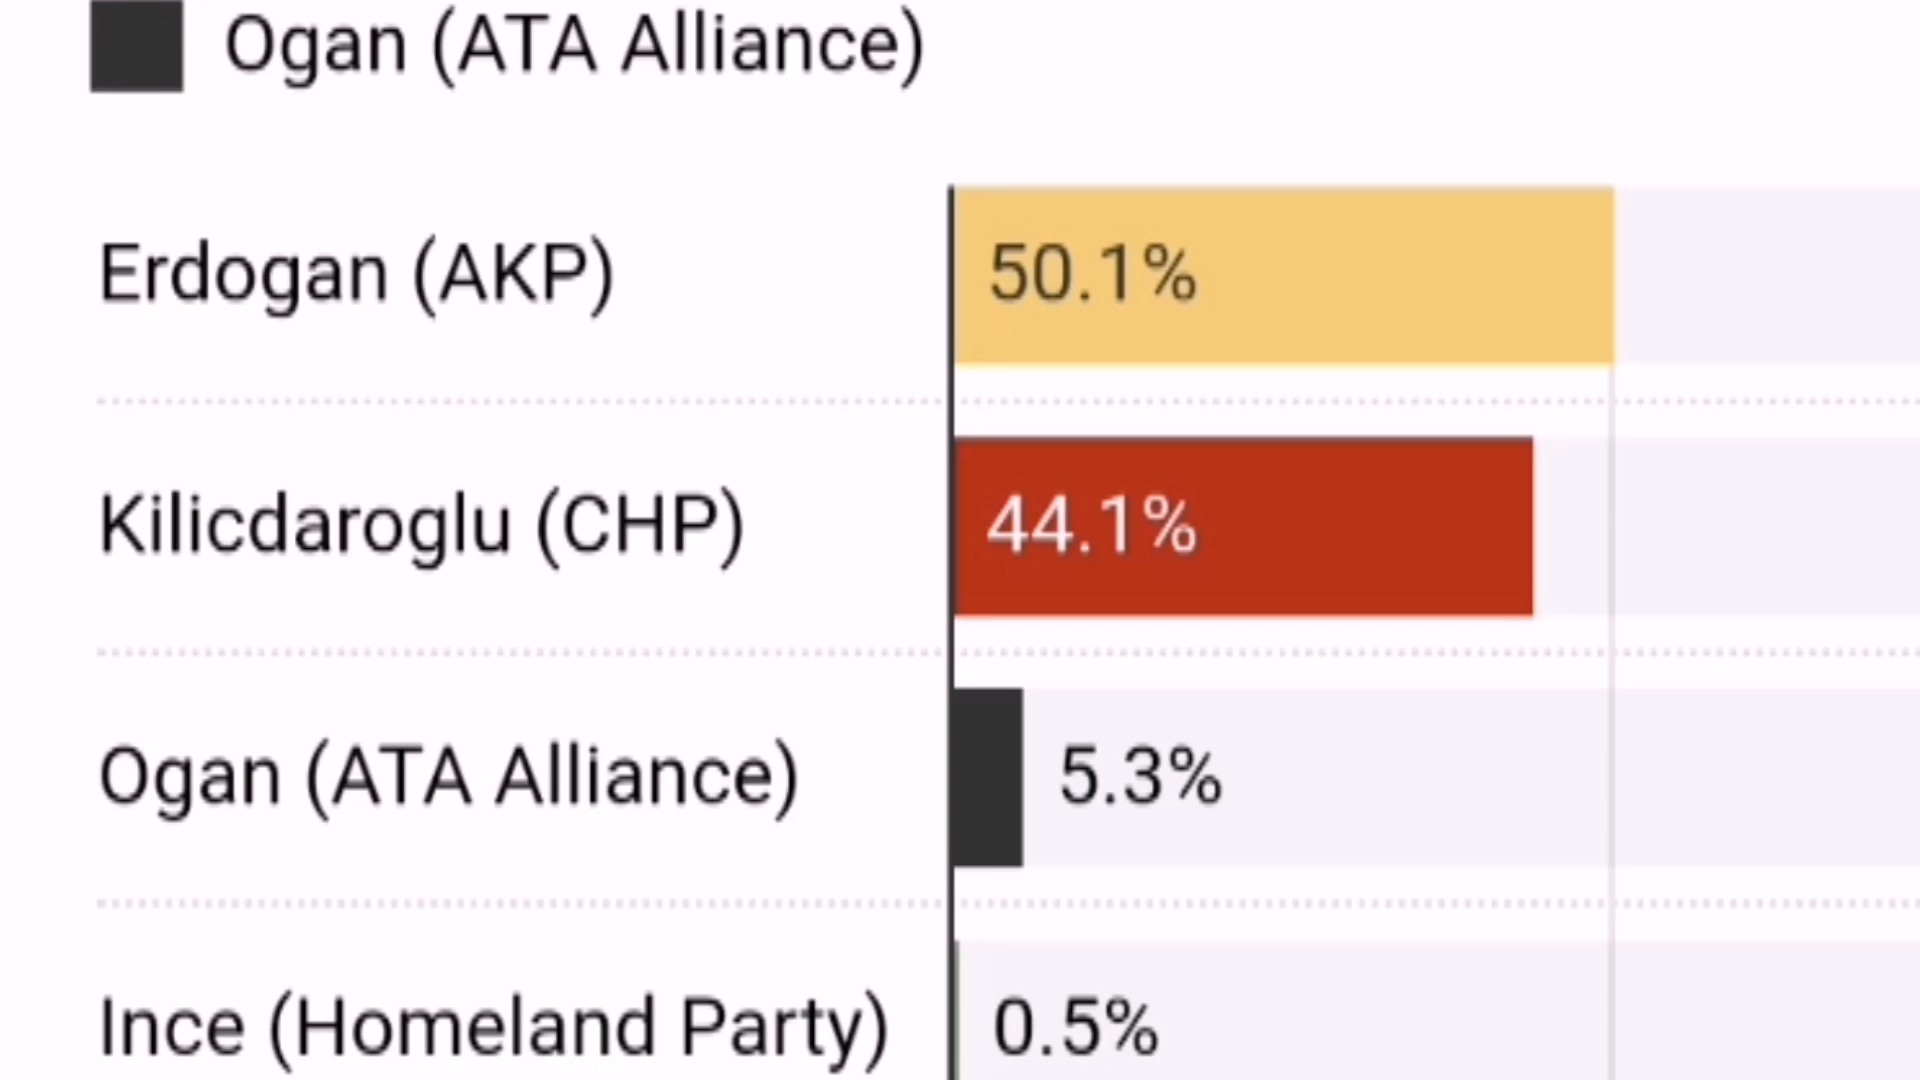 Ogan (ATA Alliance)
Erdogan (AKP)
50.1%
Kilicdaroglu (CHP)
44.1%
Ogan (ATA Alliance)
5.3%
Ince (Homeland Party)
0.5%